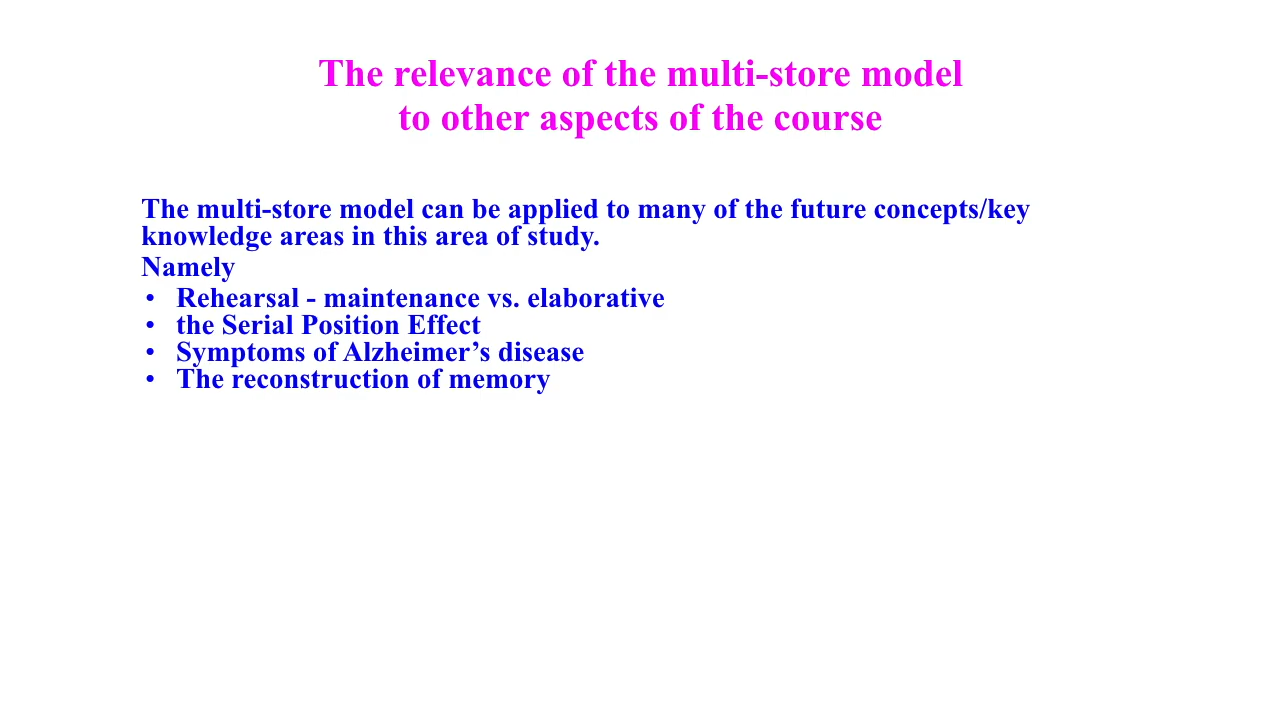 The relevance of the multi-store model
to other aspects of the course
The multi-store model can be applied to many of the future concepts/key
knowledge areas in this area of study.
Namely
• Rehearsal - maintenance vs. elaborative
• the Serial Position Effect
• Symptoms of Alzheimer’s disease
• The reconstruction of memory